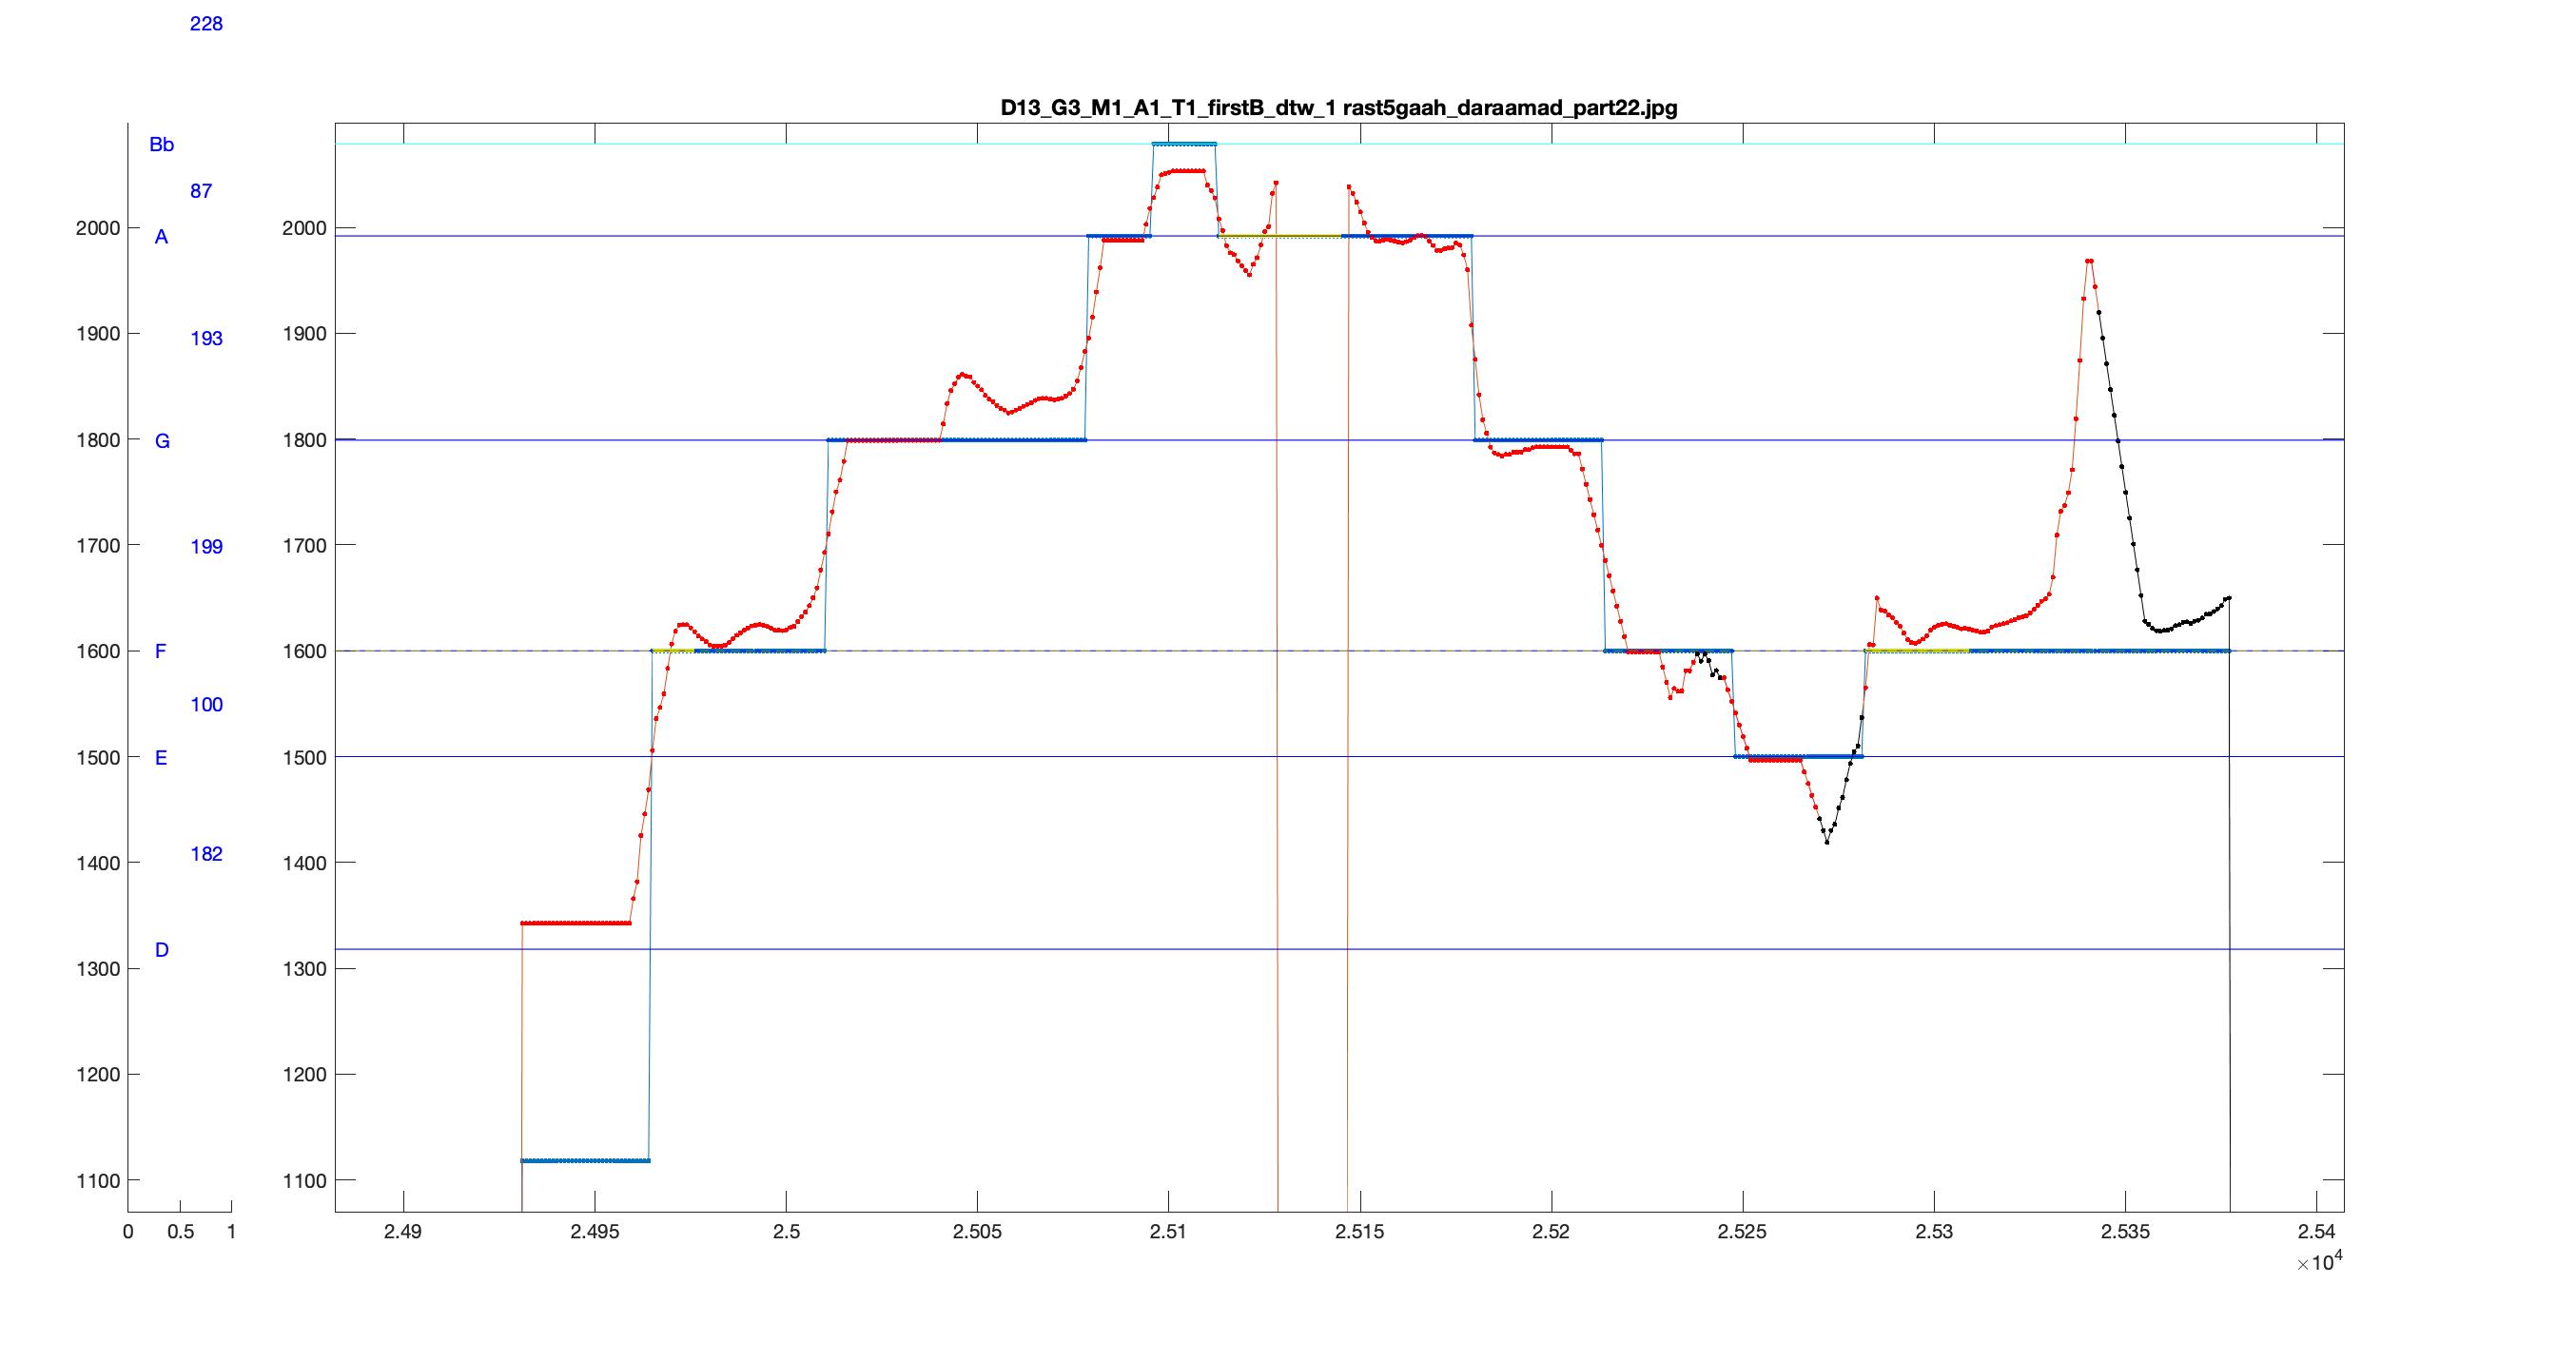 228
D13_G3_M1_A1_T1_firstB_dtw_1 rast5gaah_daraamad_part22.jpg
Bb
87
2000 A 2000
1900 193 1900
1800 G 1800
1700 199 1700
1600 F 1600
100
1500 E 1500
1400 182 1400
D
1300 1300
1200 1200
1100 1100
0 0.5 1 2.49 2.495 2.5 2.505 2.51 2.515 2.52 2.525 2.53 2.535 2.54
×10⁴